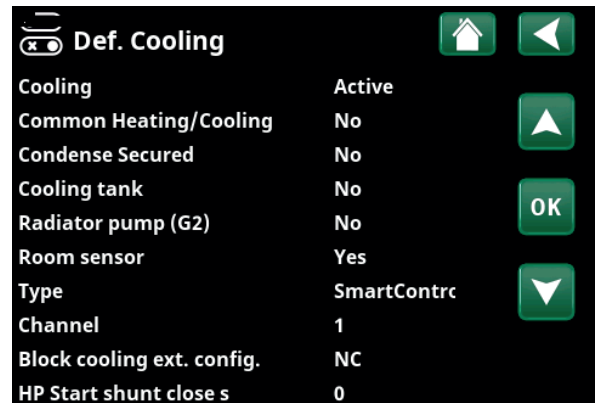 Def. Cooling
Cooling Active
Common Heating/Cooling No
Condense Secured No
Cooling tank No
Radiator pump (G2) No
OK
Room sensor Yes
Type SmartContrc
Channel 1
Block cooling ext. config. NC
HP Start shunt close s 0